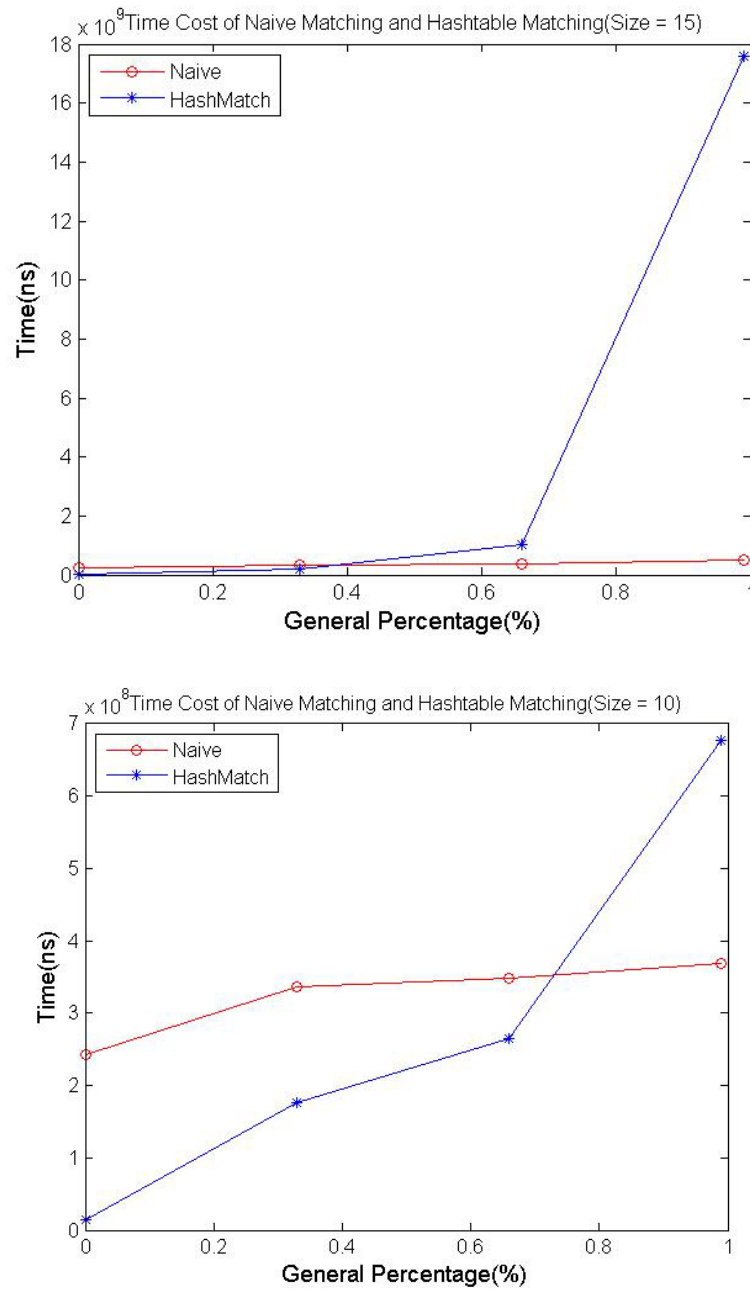 × 10^9 Time Cost of Naive Matching and Hashtable Matching(Size = 15)
18
Naive
HashMatch
16
14
12
10
8
6
4
2
0
Time(ns)
0 0.2 0.4 0.6 0.8 1
General Percentage(%)
× 10^8 Time Cost of Naive Matching and Hashtable Matching(Size = 10)
7
Naive
HashMatch
6
5
4
3
2
1
0
Time(ns)
0 0.2 0.4 0.6 0.8 1
General Percentage(%)